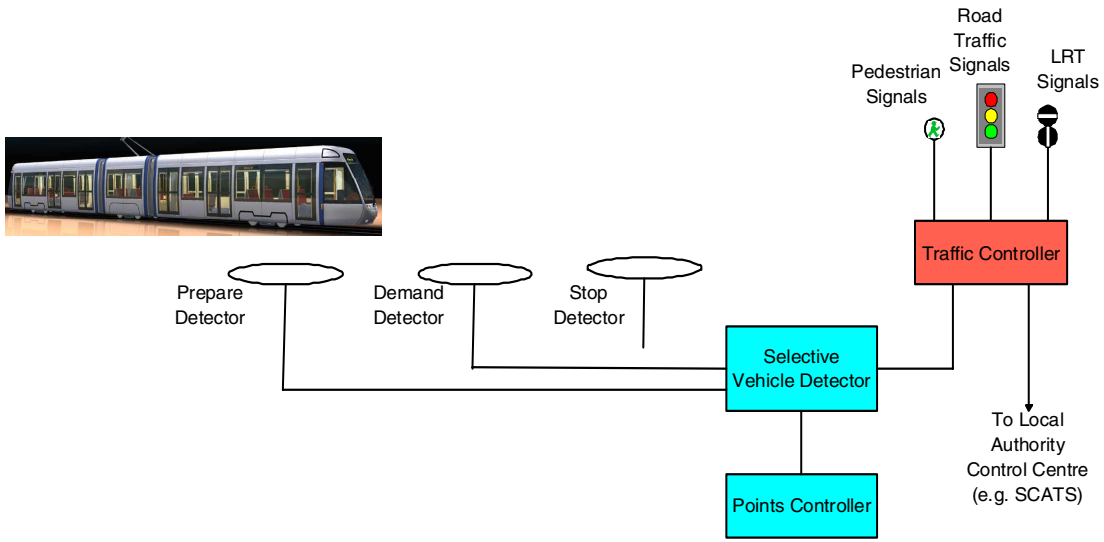 Road
Traffic
Signals
Pedestrian
Signals
LRT
Signals
Traffic Controller
Prepare
Detector
Demand
Detector
Stop
Detector
Selective
Vehicle Detector
To Local
Authority
Control Centre
(e.g. SCATS)
Points Controller